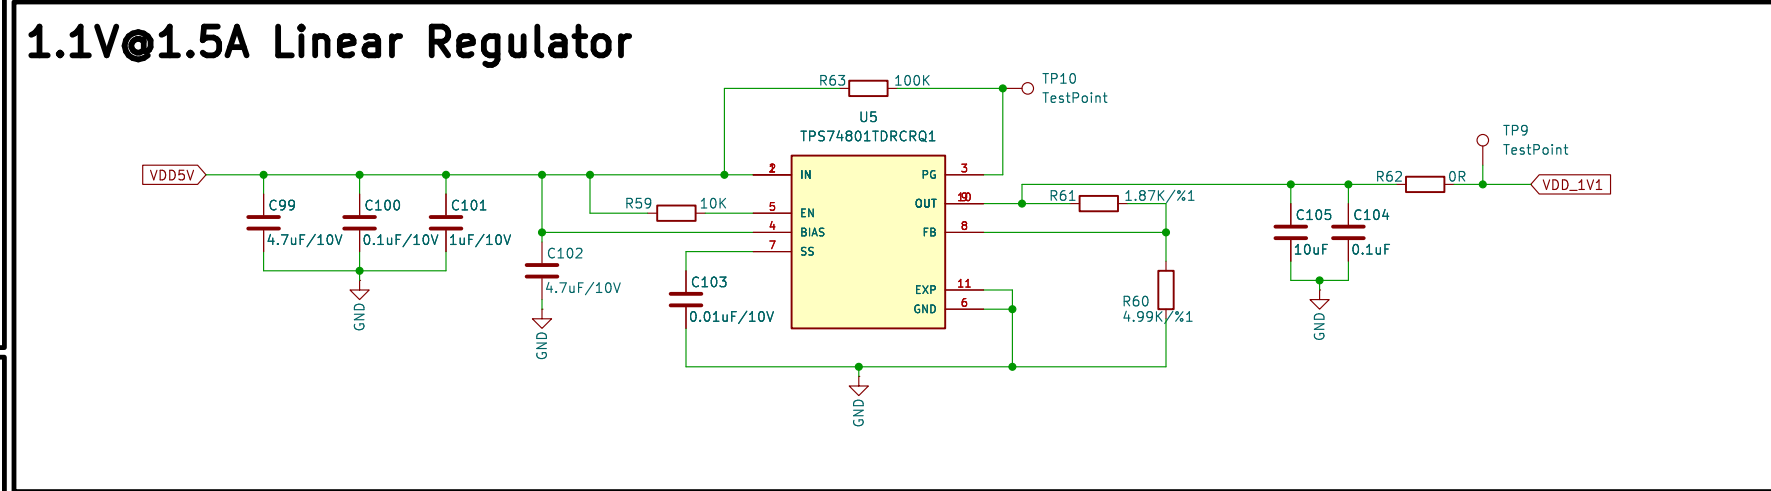 1.1V@1.5A Linear Regulator
R63 100K
TP10
TestPoint
U5
TPS74801TDRCRQ1
TP9
TestPoint
VDD5V
IN
PG 3
R62 0R
VDD_1V1
C99
4.7uF/10V
C100
0.1uF/10V
C101
1uF/10V
R59 10K
5 EN
OUT
R61 1.87K/%1
4 BIAS
FB 8
C105
10uF
C104
0.1uF
7 SS
C102
4.7uF/10V
C103
0.01uF/10V
EXP 11
GND 6
R60
4.99K/%1
GND
GND
GND
GND